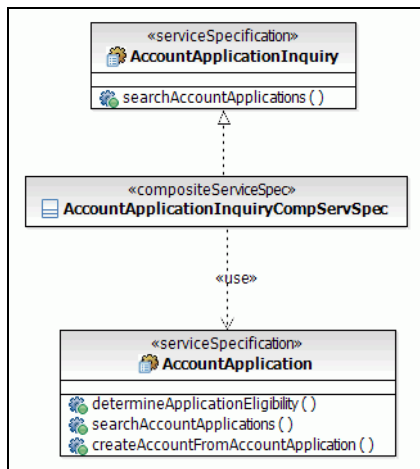 «serviceSpecification»
AccountApplicationInquiry
searchAccountApplications ( )
«compositeServiceSpec»
AccountApplicationInquiryCompServSpec
«use»
«serviceSpecification»
AccountApplication
determineApplicationEligibility ( )
searchAccountApplications ( )
createAccountFromAccountApplication ( )